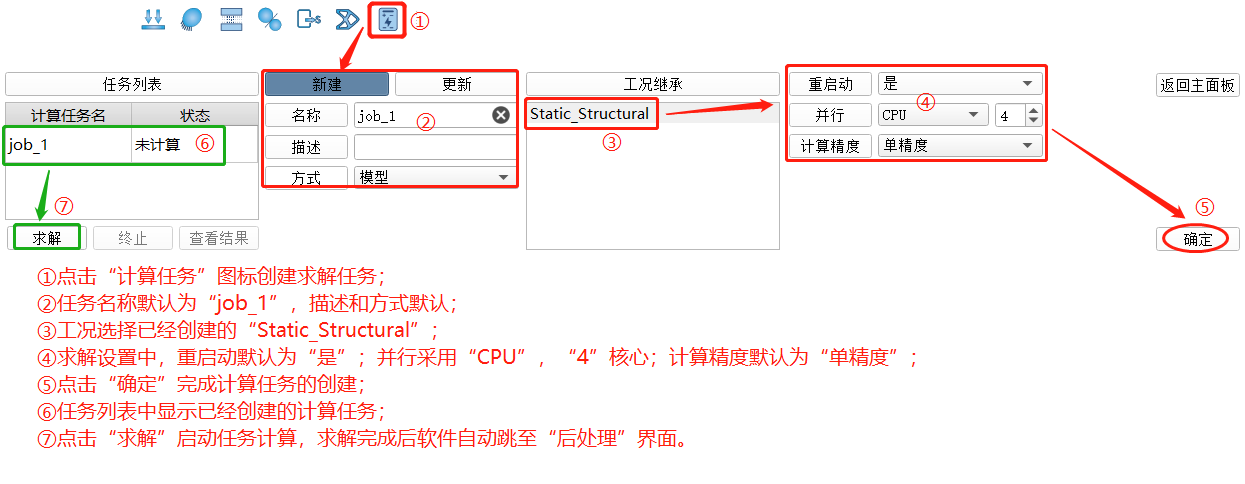 ①
任务列表
新建
更新
工况继承
重启动
是
返回主面板
计算任务名
状态
名称
job_1
②
Static_Structural
并行
CPU
④
4
job_1
未计算
⑥
描述
③
计算精度
单精度
方式
模型
⑦
⑤
求解
终止
查看结果
确定
①点击“计算任务”图标创建求解任务；
②任务名称默认为“job_1”，描述和方式默认；
③工况选择已经创建的“Static_Structural”；
④求解设置中，重启动默认为“是”；并行采用“CPU”，“4”核心；计算精度默认为“单精度”；
⑤点击“确定”完成计算任务的创建；
⑥任务列表中显示已经创建的计算任务；
⑦点击“求解”启动任务计算，求解完成后软件自动跳至“后处理”界面。